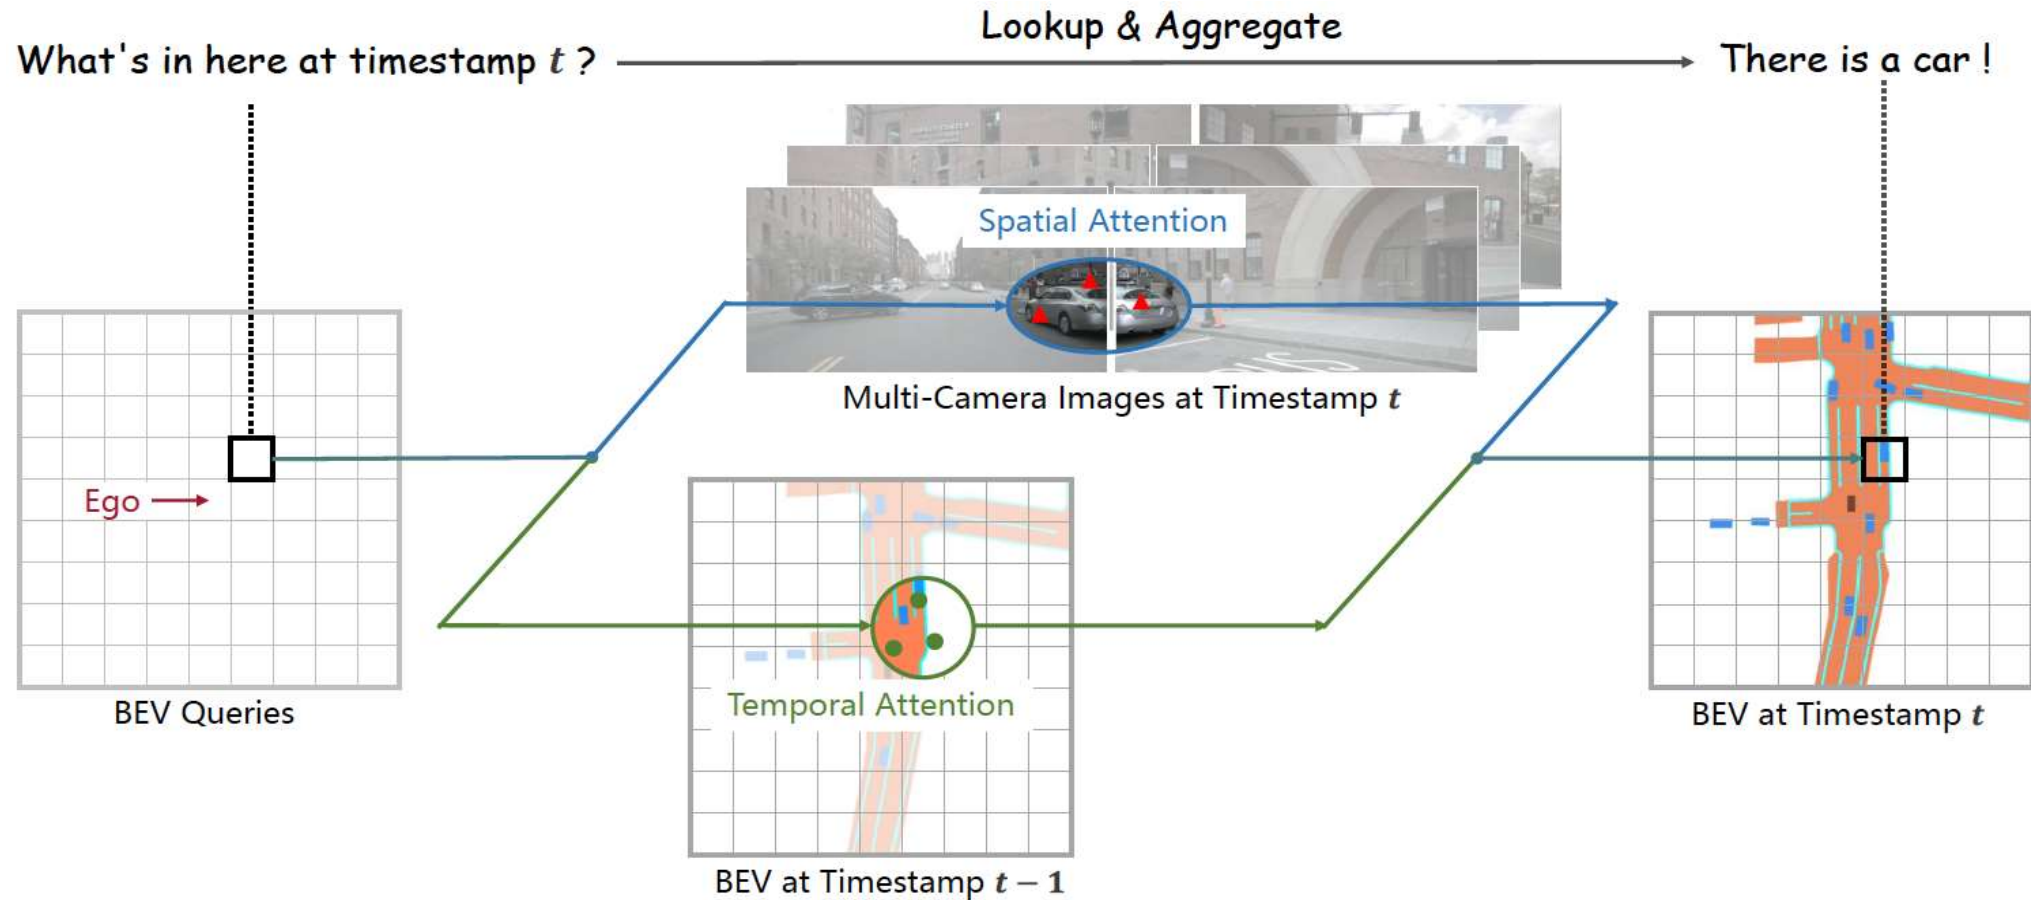 Lookup & Aggregate
What's in here at timestamp t ?
There is a car !
Spatial Attention
Multi-Camera Images at Timestamp t
Ego
BEV Queries
Temporal Attention
BEV at Timestamp t
BEV at Timestamp t − 1